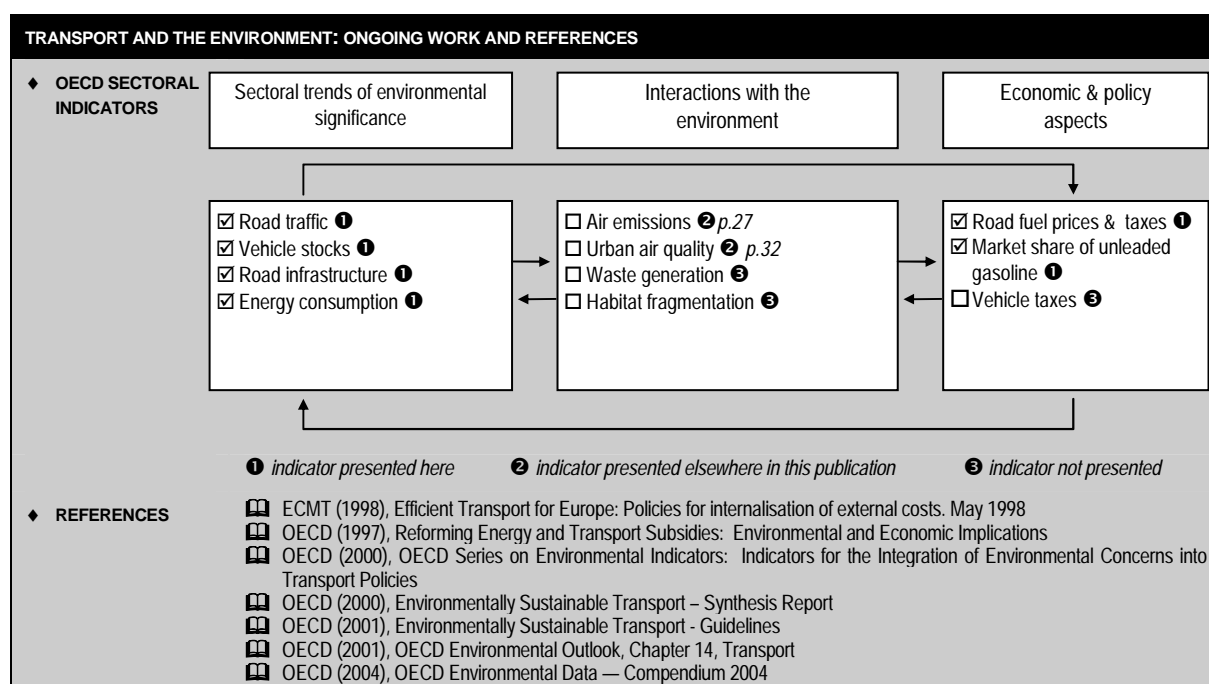 TRANSPORT AND THE ENVIRONMENT: ONGOING WORK AND REFERENCES
♦ OECD SECTORAL
INDICATORS
Sectoral trends of environmental
significance
Interactions with the
environment
Economic & policy
aspects
☑ Road traffic ❶
☑ Vehicle stocks ❶
☑ Road infrastructure ❶
☑ Energy consumption ❶
☐ Air emissions ❷ p.27
☐ Urban air quality ❷ p.32
☐ Waste generation ❸
☐ Habitat fragmentation ❸
☑ Road fuel prices & taxes ❶
☑ Market share of unleaded
gasoline ❶
☐ Vehicle taxes ❸
❶ indicator presented here ❷ indicator presented elsewhere in this publication ❸ indicator not presented
♦ REFERENCES
ECMT (1998), Efficient Transport for Europe: Policies for internalisation of external costs. May 1998
OECD (1997), Reforming Energy and Transport Subsidies: Environmental and Economic Implications
OECD (2000), OECD Series on Environmental Indicators: Indicators for the Integration of Environmental Concerns into
Transport Policies
OECD (2000), Environmentally Sustainable Transport – Synthesis Report
OECD (2001), Environmentally Sustainable Transport - Guidelines
OECD (2001), OECD Environmental Outlook, Chapter 14, Transport
OECD (2004), OECD Environmental Data — Compendium 2004